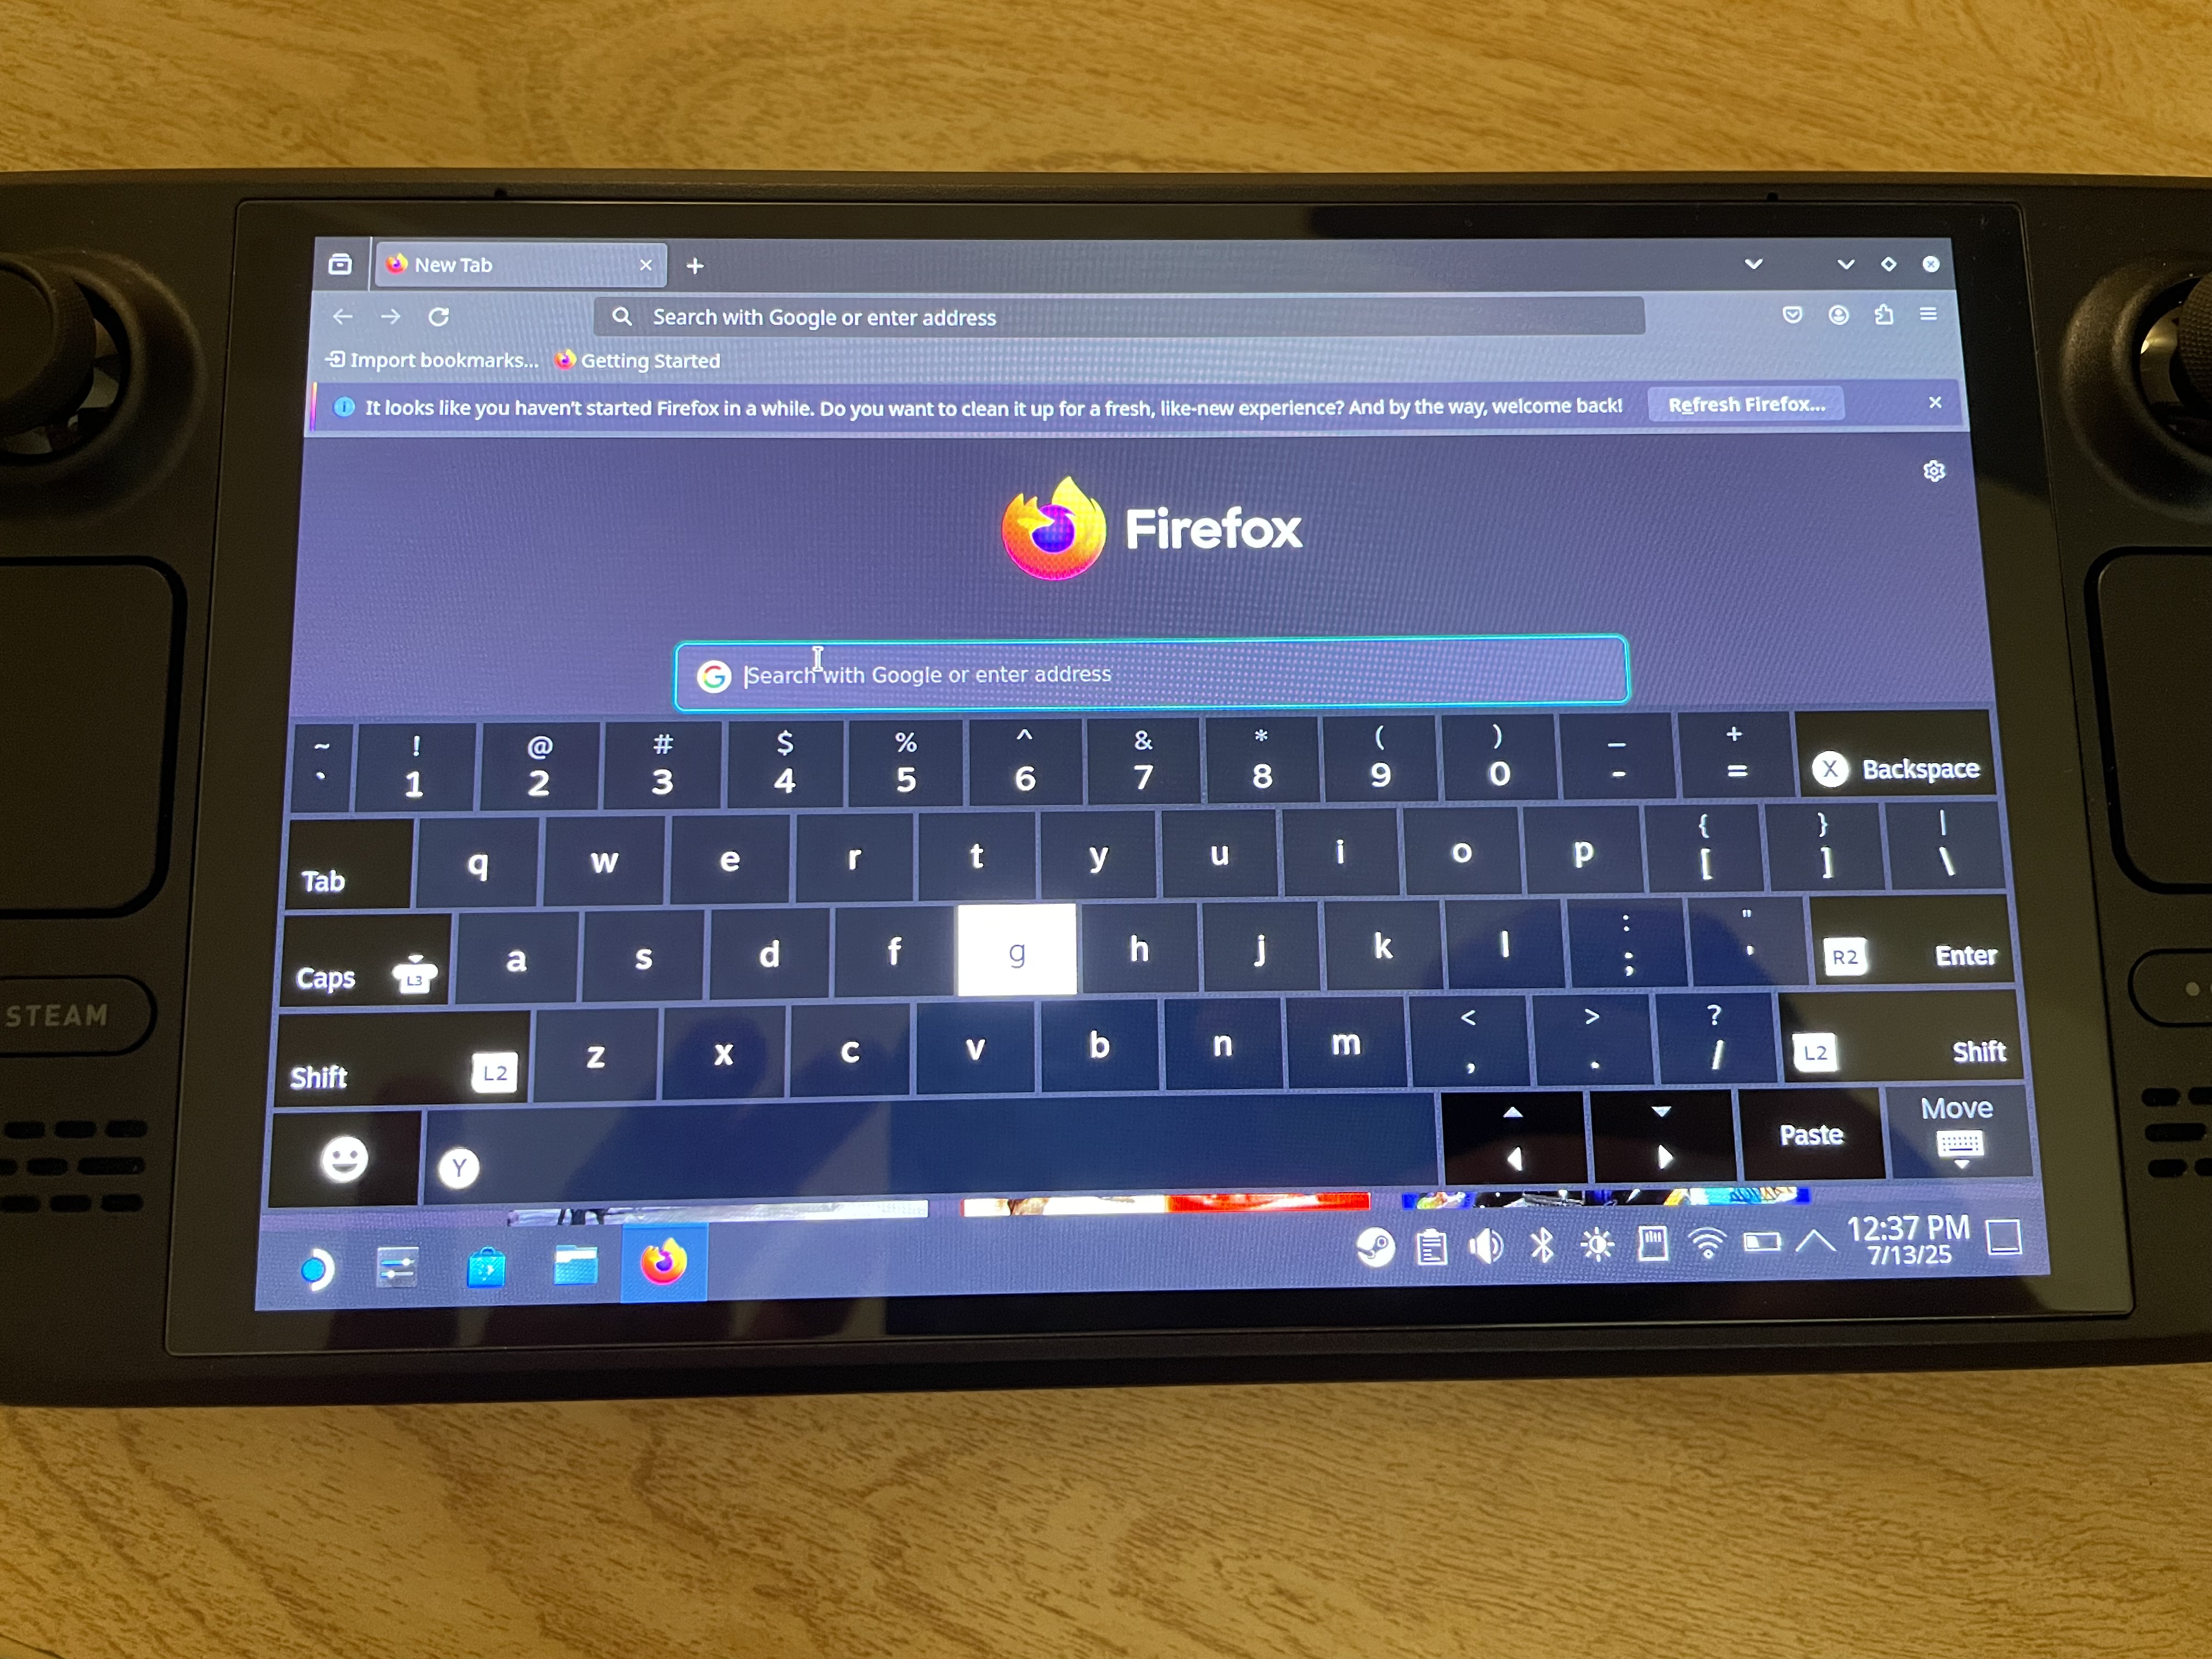 New Tab
Search with Google or enter address
Import bookmarks... Getting Started
It looks like you haven't started Firefox in a while. Do you want to clean it up for a fresh, like-new experience? And by the way, welcome back! Refresh Firefox...
Firefox
G Search with Google or enter address
~ ! @ # $ % ^ & * ( ) _ +
` 1 2 3 4 5 6 7 8 9 0 - = X Backspace
Tab q w e r t y u i o p { [ } ] | \
Caps L3 a s d f g h j k l : ; " ' R2 Enter
STEAM
Shift L2 z x c v b n m < , > . ? / L2 Shift
Y Paste Move
12:37 PM
7/13/25